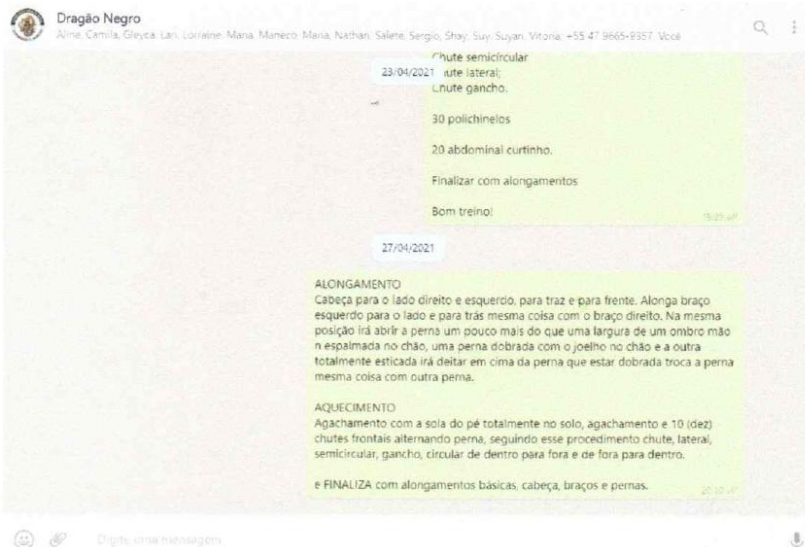 Dragão Negro
Aline, Camila, Gleyca, Lari, Lorraine, Mana, Maneco, Maria, Nathan, Salete, Sergio, Shay, Suy, Suyan, Vitoria, +55 47 9665-9357, Você
Chute semicircular
23/04/2021
ute lateral;
Chute gancho.
30 polichinelos
20 abdominal curtinho.
Finalizar com alongamentos
Bom treino!
27/04/2021
ALONGAMENTO
Cabeça para o lado direito e esquerdo, para traz e para frente. Alonga braço
esquerdo para o lado e para trás mesma coisa com o braço direito. Na mesma
posição irá abrir a perna um pouco mais do que uma largura de um ombro mão
n espalmada no chão, uma perna dobrada com o joelho no chão e a outra
totalmente esticada irá deitar em cima da perna que estar dobrada troca a perna
mesma coisa com outra perna.
AQUECIMENTO
Agachamento com a sola do pé totalmente no solo, agachamento e 10 (dez)
chutes frontais alternando perna, seguindo esse procedimento chute, lateral,
semicircular, gancho, circular de dentro para fora e de fora para dentro.
e FINALIZA com alongamentos básicas, cabeça, braços e pernas.
Digite uma mensagem